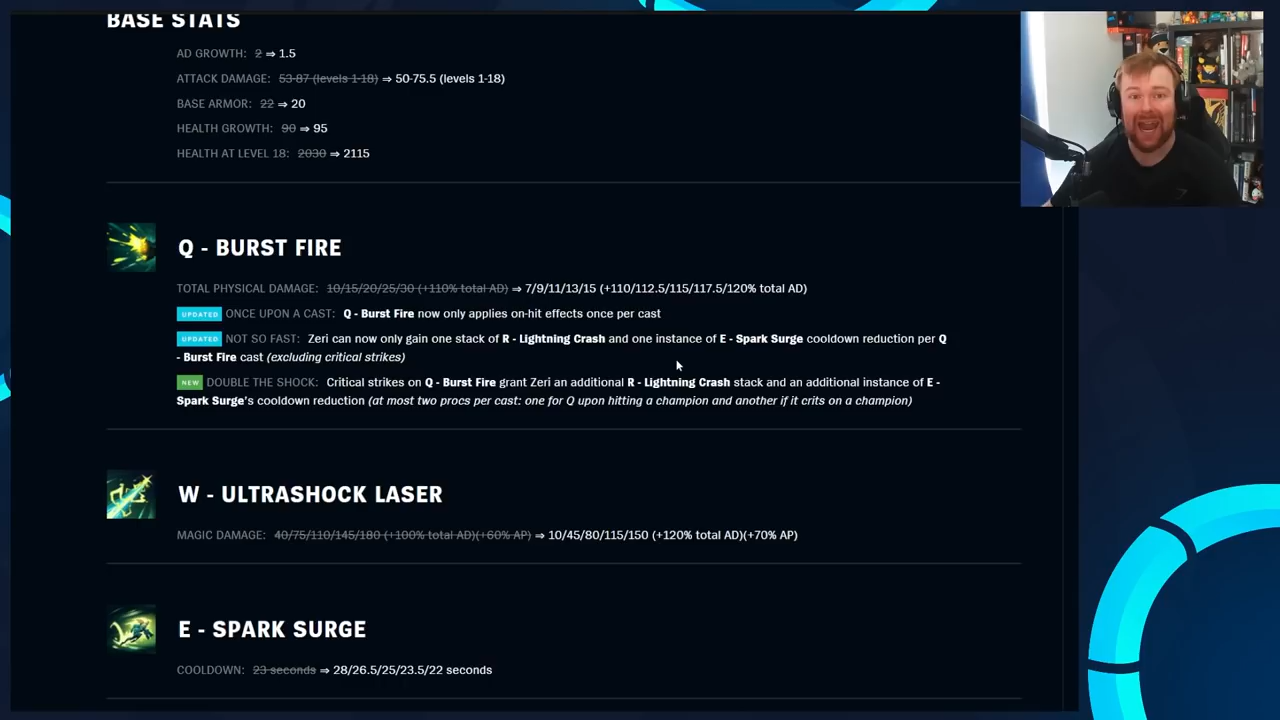 BASE STATS
AD GROWTH: 2 ⇒ 1.5
ATTACK DAMAGE: 53-87 (levels 1-18) ⇒ 50-75.5 (levels 1-18)
BASE ARMOR: 22 ⇒ 20
HEALTH GROWTH: 90 ⇒ 95
HEALTH AT LEVEL 18: 2030 ⇒ 2115
Q - BURST FIRE
TOTAL PHYSICAL DAMAGE: 10/15/20/25/30 (+110% total AD) ⇒ 7/9/11/13/15 (+110/112.5/115/117.5/120% total AD)
UPDATED ONCE UPON A CAST: Q - Burst Fire now only applies on-hit effects once per cast
UPDATED NOT SO FAST: Zeri can now only gain one stack of R - Lightning Crash and one instance of E - Spark Surge cooldown reduction per Q
- Burst Fire cast (excluding critical strikes)
NEW DOUBLE THE SHOCK: Critical strikes on Q - Burst Fire grant Zeri an additional R - Lightning Crash stack and an additional instance of E -
Spark Surge's cooldown reduction (at most two procs per cast: one for Q upon hitting a champion and another if it crits on a champion)
W - ULTRASHOCK LASER
MAGIC DAMAGE: 40/75/110/145/180 (+100% total AD)(+60% AP) ⇒ 10/45/80/115/150 (+120% total AD)(+70% AP)
E - SPARK SURGE
COOLDOWN: 23 seconds ⇒ 28/26.5/25/23.5/22 seconds